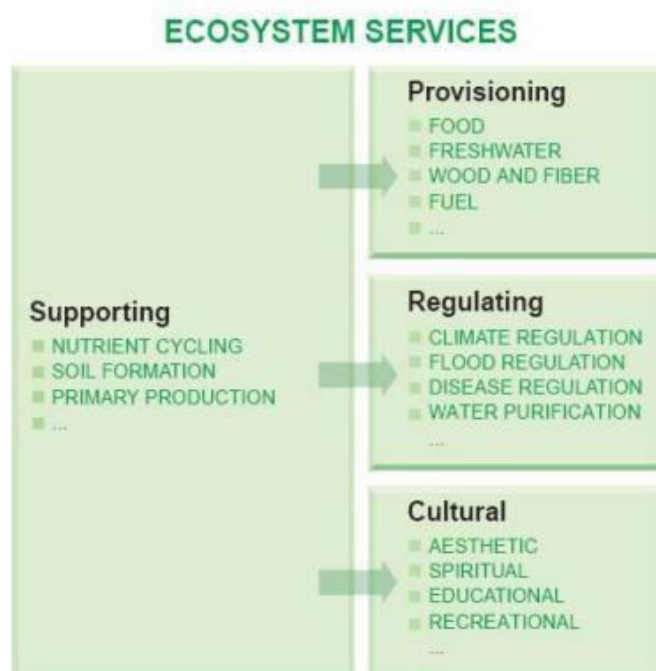 ECOSYSTEM SERVICES
Supporting
NUTRIENT CYCLING
SOIL FORMATION
PRIMARY PRODUCTION
...
Provisioning
FOOD
FRESHWATER
WOOD AND FIBER
FUEL
...
Regulating
CLIMATE REGULATION
FLOOD REGULATION
DISEASE REGULATION
WATER PURIFICATION
...
Cultural
AESTHETIC
SPIRITUAL
EDUCATIONAL
RECREATIONAL
...